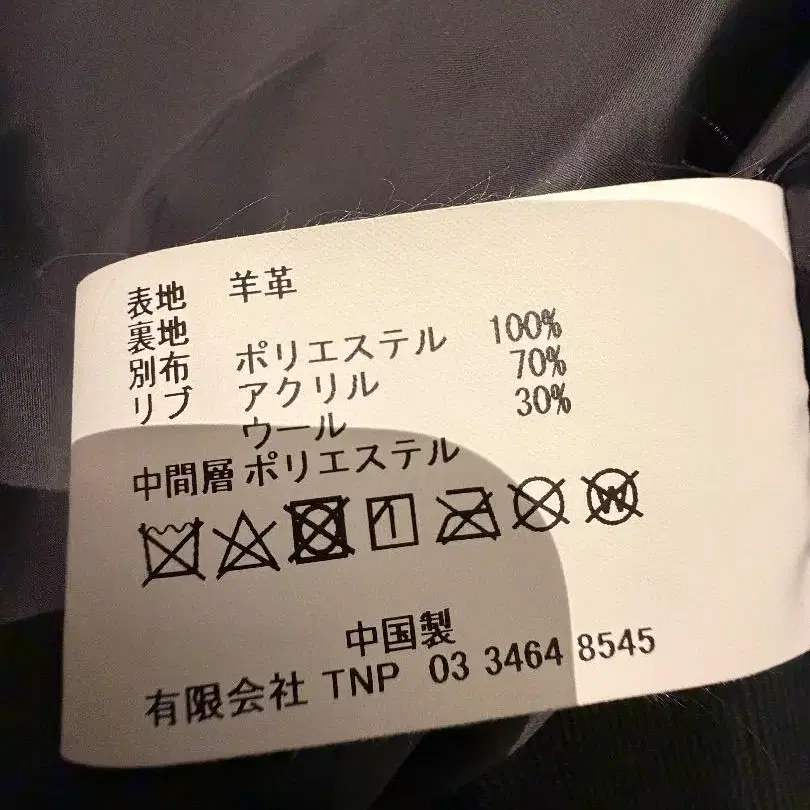 表地 羊革
裏地
別布 ポリエステル 100%
リブ アクリル 70%
ウール 30%
中間層 ポリエステル
中国製
有限会社 TNP 03 3464 8545